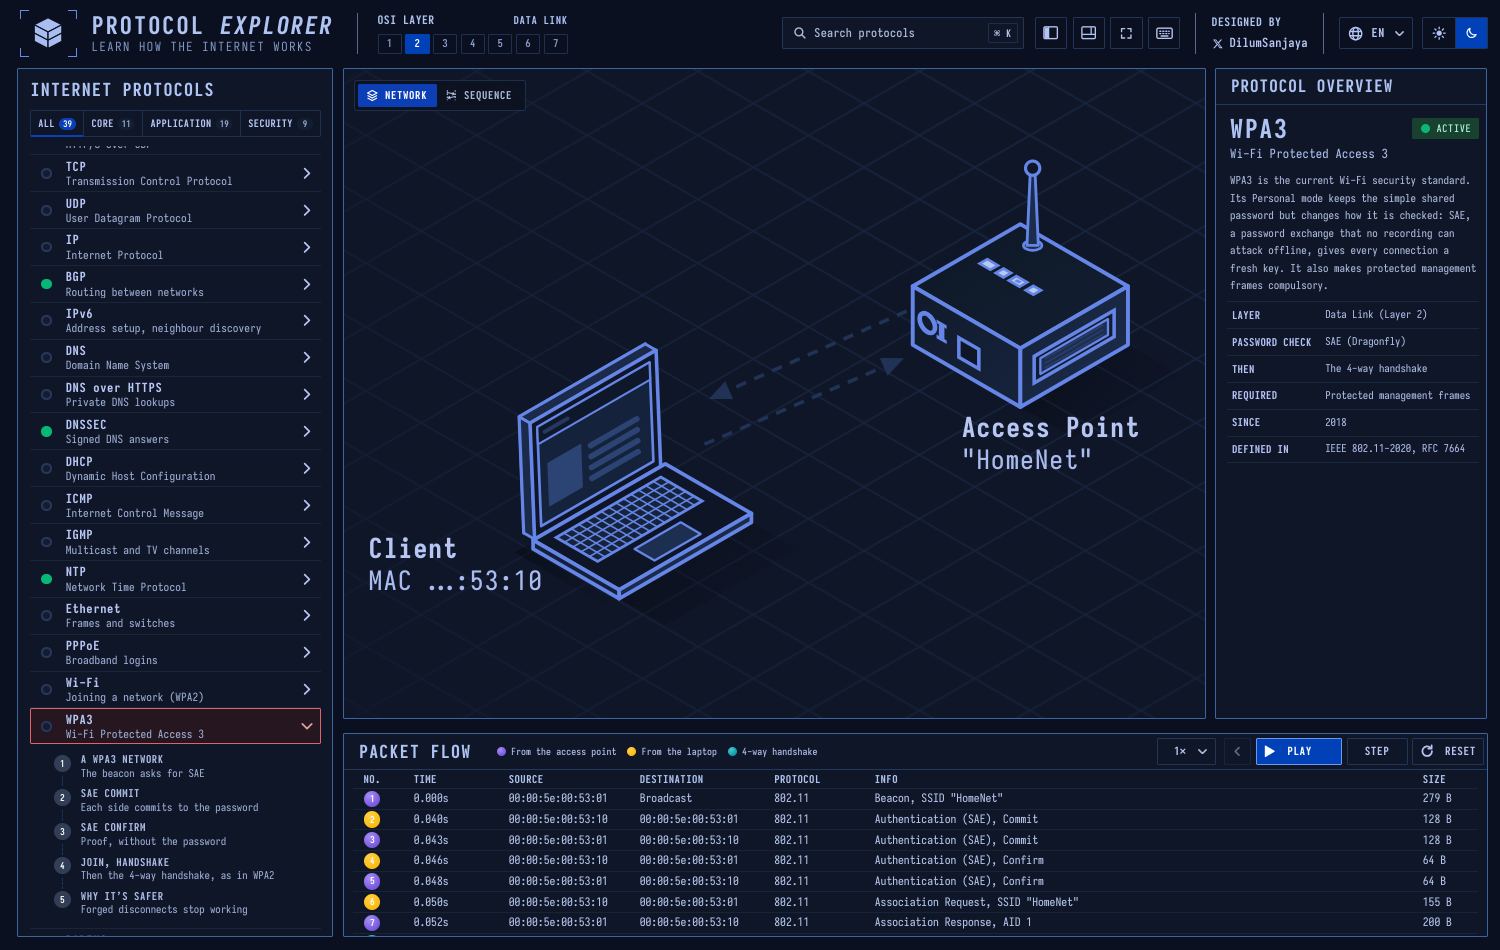 PROTOCOL EXPLORER
LEARN HOW THE INTERNET WORKS
OSI LAYER DATA LINK
1 2 3 4 5 6 7
Search protocols ⌘ K
DESIGNED BY
DilumSanjaya
EN
INTERNET PROTOCOLS
ALL 39 CORE 11 APPLICATION 19 SECURITY 9
TCP
Transmission Control Protocol
UDP
User Datagram Protocol
IP
Internet Protocol
BGP
Routing between networks
IPv6
Address setup, neighbour discovery
DNS
Domain Name System
DNS over HTTPS
Private DNS lookups
DNSSEC
Signed DNS answers
DHCP
Dynamic Host Configuration
ICMP
Internet Control Message
IGMP
Multicast and TV channels
NTP
Network Time Protocol
Ethernet
Frames and switches
PPPoE
Broadband logins
Wi-Fi
Joining a network (WPA2)
WPA3
Wi-Fi Protected Access 3
1 A WPA3 NETWORK
The beacon asks for SAE
2 SAE COMMIT
Each side commits to the password
3 SAE CONFIRM
Proof, without the password
4 JOIN, HANDSHAKE
Then the 4-way handshake, as in WPA2
5 WHY IT'S SAFER
Forged disconnects stop working
NETWORK SEQUENCE
Access Point
"HomeNet"
Client
MAC …:53:10
PROTOCOL OVERVIEW
WPA3 ACTIVE
Wi-Fi Protected Access 3
WPA3 is the current Wi-Fi security standard.
Its Personal mode keeps the simple shared
password but changes how it is checked: SAE,
a password exchange that no recording can
attack offline, gives every connection a
fresh key. It also makes protected management
frames compulsory.
LAYER Data Link (Layer 2)
PASSWORD CHECK SAE (Dragonfly)
THEN The 4-way handshake
REQUIRED Protected management frames
SINCE 2018
DEFINED IN IEEE 802.11-2020, RFC 7664
PACKET FLOW From the access point From the laptop 4-way handshake 1× PLAY STEP RESET
NO. TIME SOURCE DESTINATION PROTOCOL INFO SIZE
1 0.000s 00:00:5e:00:53:01 Broadcast 802.11 Beacon, SSID "HomeNet" 279 B
2 0.040s 00:00:5e:00:53:10 00:00:5e:00:53:01 802.11 Authentication (SAE), Commit 128 B
3 0.043s 00:00:5e:00:53:01 00:00:5e:00:53:10 802.11 Authentication (SAE), Commit 128 B
4 0.046s 00:00:5e:00:53:10 00:00:5e:00:53:01 802.11 Authentication (SAE), Confirm 64 B
5 0.048s 00:00:5e:00:53:01 00:00:5e:00:53:10 802.11 Authentication (SAE), Confirm 64 B
6 0.050s 00:00:5e:00:53:10 00:00:5e:00:53:01 802.11 Association Request, SSID "HomeNet" 155 B
7 0.052s 00:00:5e:00:53:01 00:00:5e:00:53:10 802.11 Association Response, AID 1 200 B